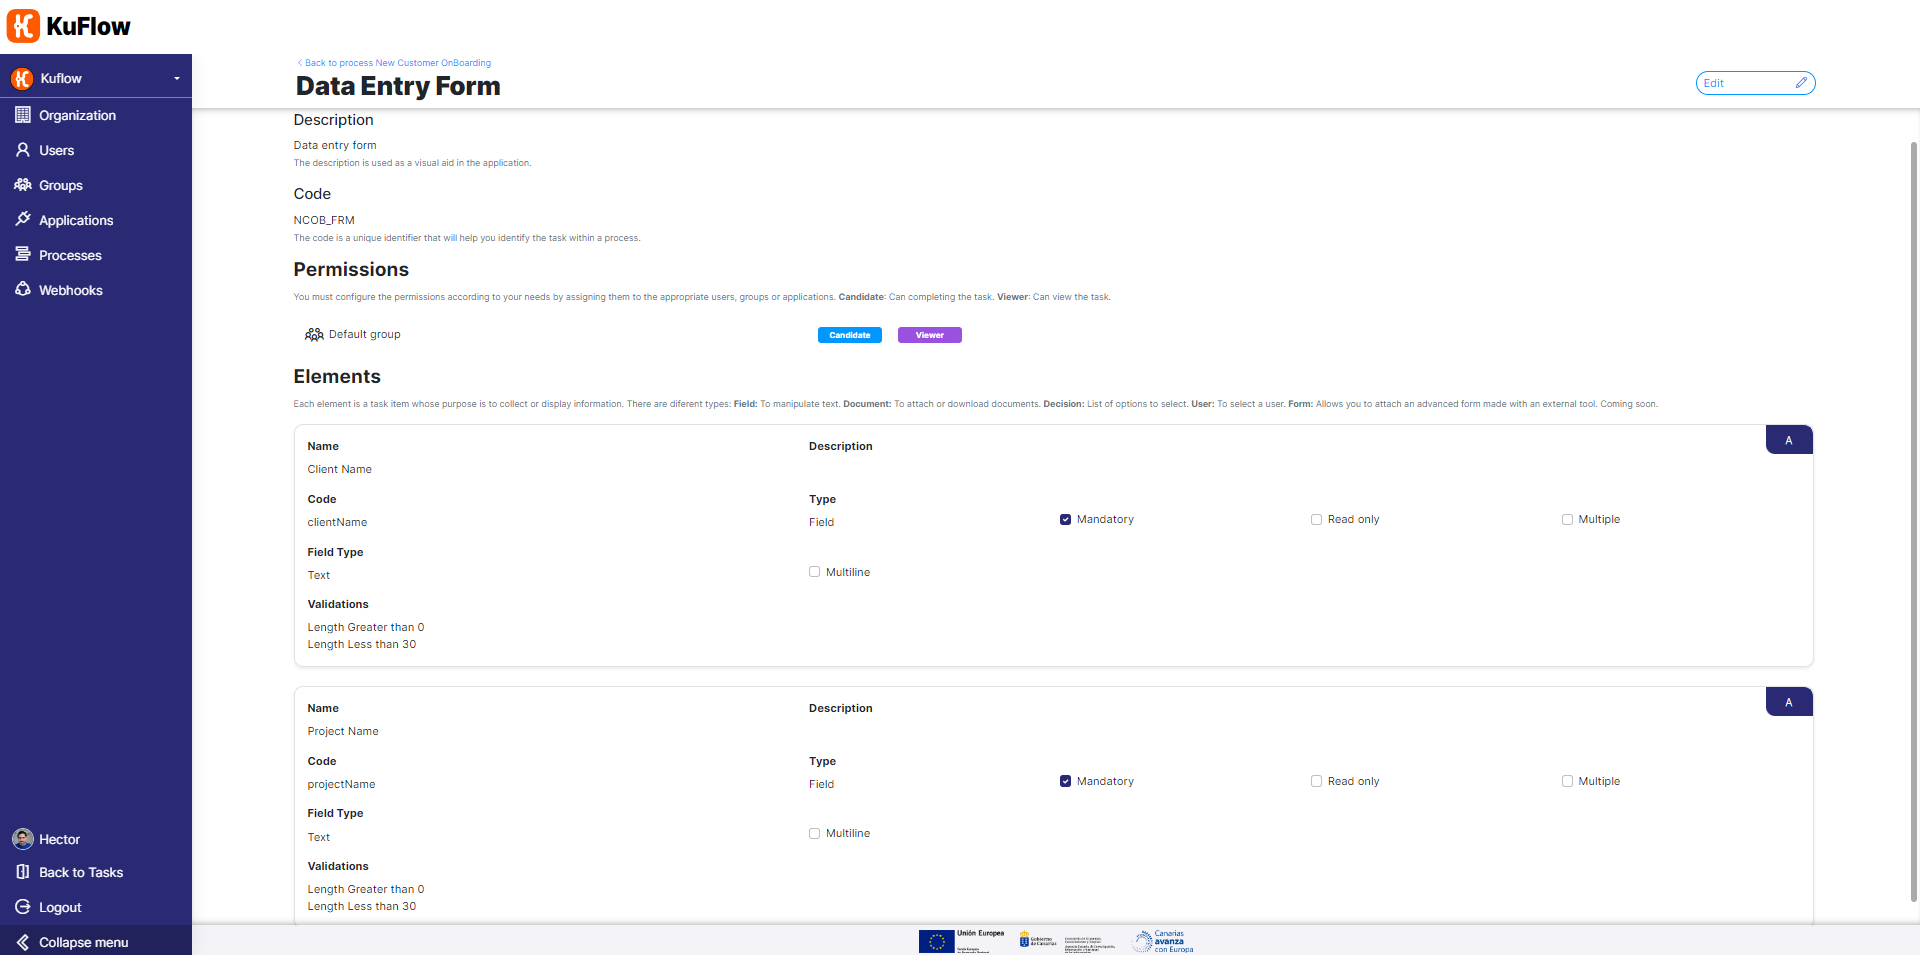 KuFlow
Kuflow
Organization
Users
Groups
Applications
Processes
Webhooks
Hector
Back to Tasks
Logout
Collapse menu
Back to process New Customer OnBoarding
Data Entry Form
Edit
Description
Data entry form
The description is used as a visual aid in the application.
Code
NCOB_FRM
The code is a unique identifier that will help you identify the task within a process.
Permissions
You must configure the permissions according to your needs by assigning them to the appropriate users, groups or applications. Candidate: Can completing the task. Viewer: Can view the task.
Default group Candidate Viewer
Elements
Each element is a task item whose purpose is to collect or display information. There are diferent types: Field: To manipulate text. Document: To attach or download documents. Decision: List of options to select. User: To select a user. Form: Allows you to attach an advanced form made with an external tool. Coming soon.
A
Name Description
Client Name
Code Type
clientName Field Mandatory Read only Multiple
Field Type
Text Multiline
Validations
Length Greater than 0
Length Less than 30
A
Name Description
Project Name
Code Type
projectName Field Mandatory Read only Multiple
Field Type
Text Multiline
Validations
Length Greater than 0
Length Less than 30
Unión Europea
Gobierno
de Canarias
Canarias
avanza
con Europa